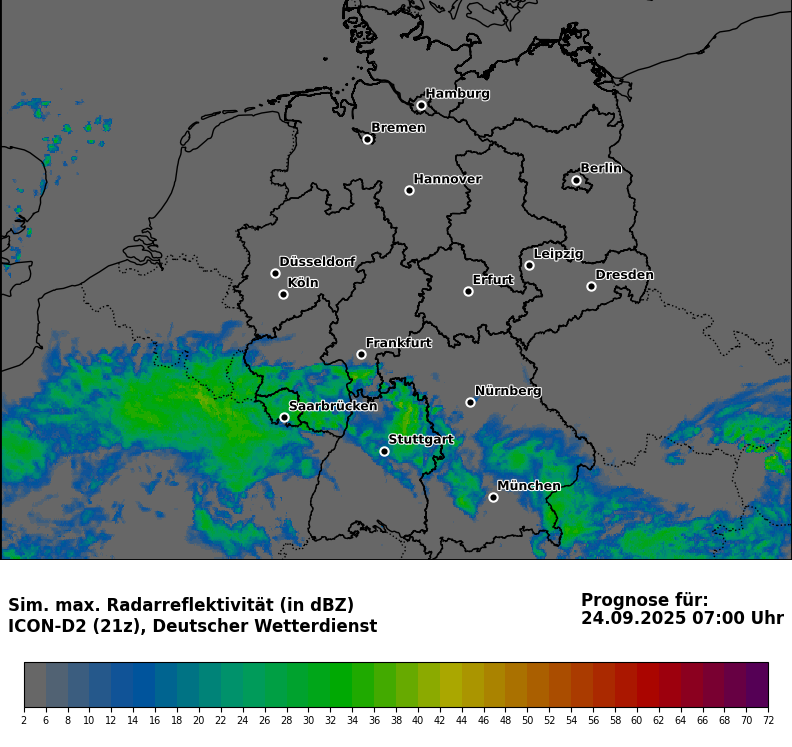 Hamburg
Bremen
Berlin
Hannover
Düsseldorf
Leipzig
Köln
Erfurt
Dresden
Frankfurt
Nürnberg
Saarbrücken
Stuttgart
München
Sim. max. Radarreflektivität (in dBZ)
ICON-D2 (21z), Deutscher Wetterdienst
Prognose für:
24.09.2025 07:00 Uhr
2 6 8 10 12 14 16 18 20 22 24 26 28 30 32 34 36 38 40 42 44 46 48 50 52 54 56 58 60 62 64 66 68 70 72